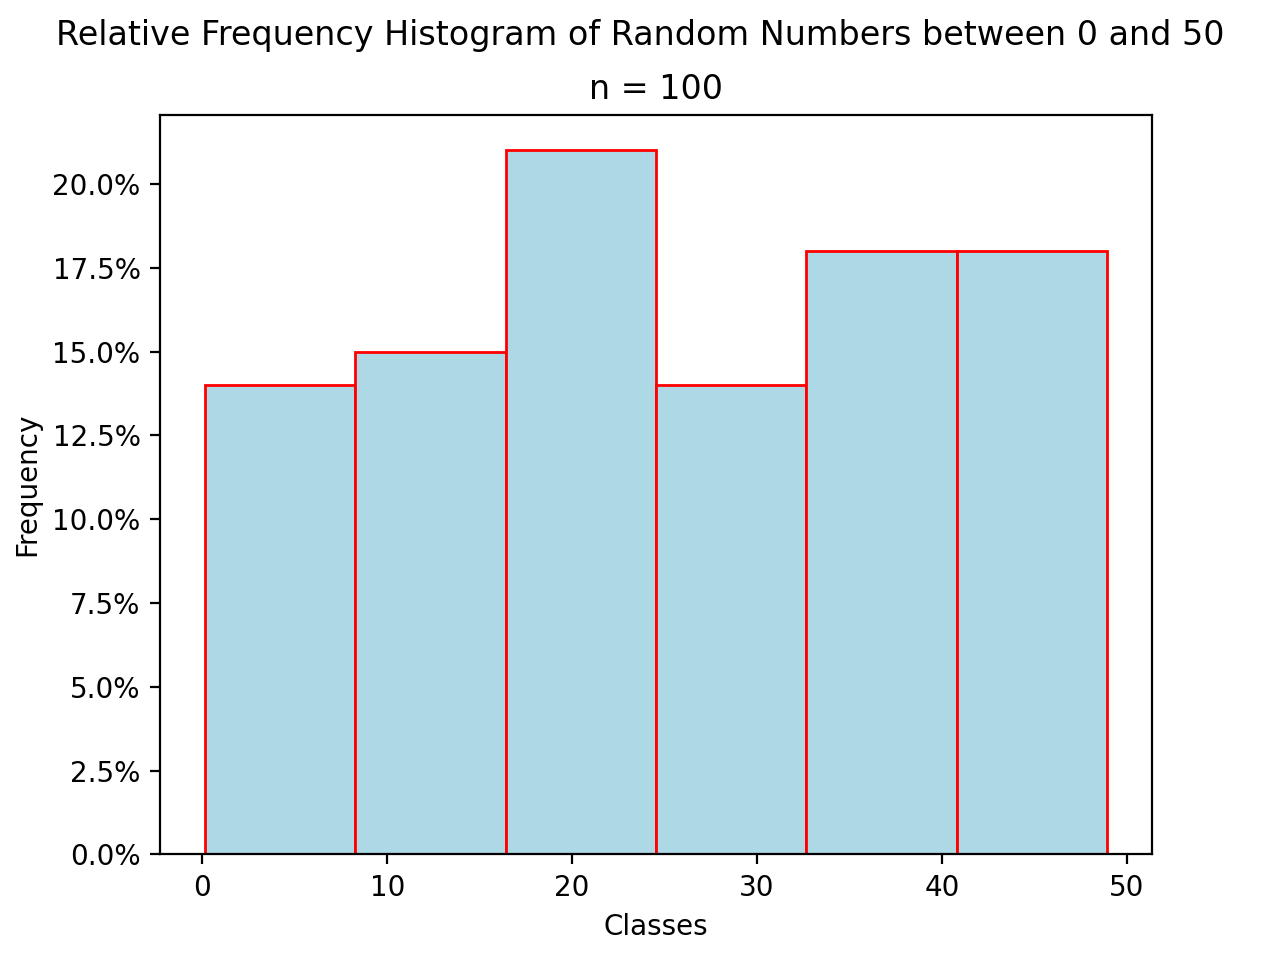 Relative Frequency Histogram of Random Numbers between 0 and 50
n = 100
20.0%
17.5%
15.0%
12.5%
10.0%
7.5%
5.0%
2.5%
0.0%
Frequency
0 10 20 30 40 50
Classes